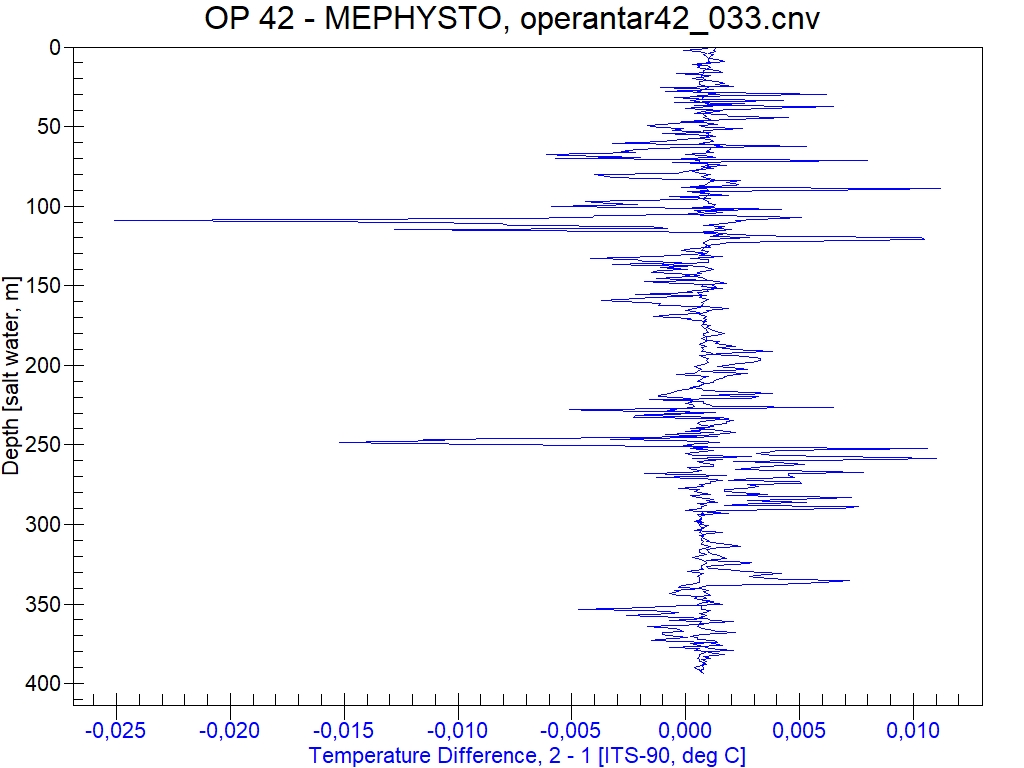 OP 42 - MEPHYSTO, operantar42_033.cnv
0
50
100
150
200
250
300
350
400
Depth [salt water, m]
-0,025 -0,020 -0,015 -0,010 -0,005 0,000 0,005 0,010
Temperature Difference, 2 - 1 [ITS-90, deg C]